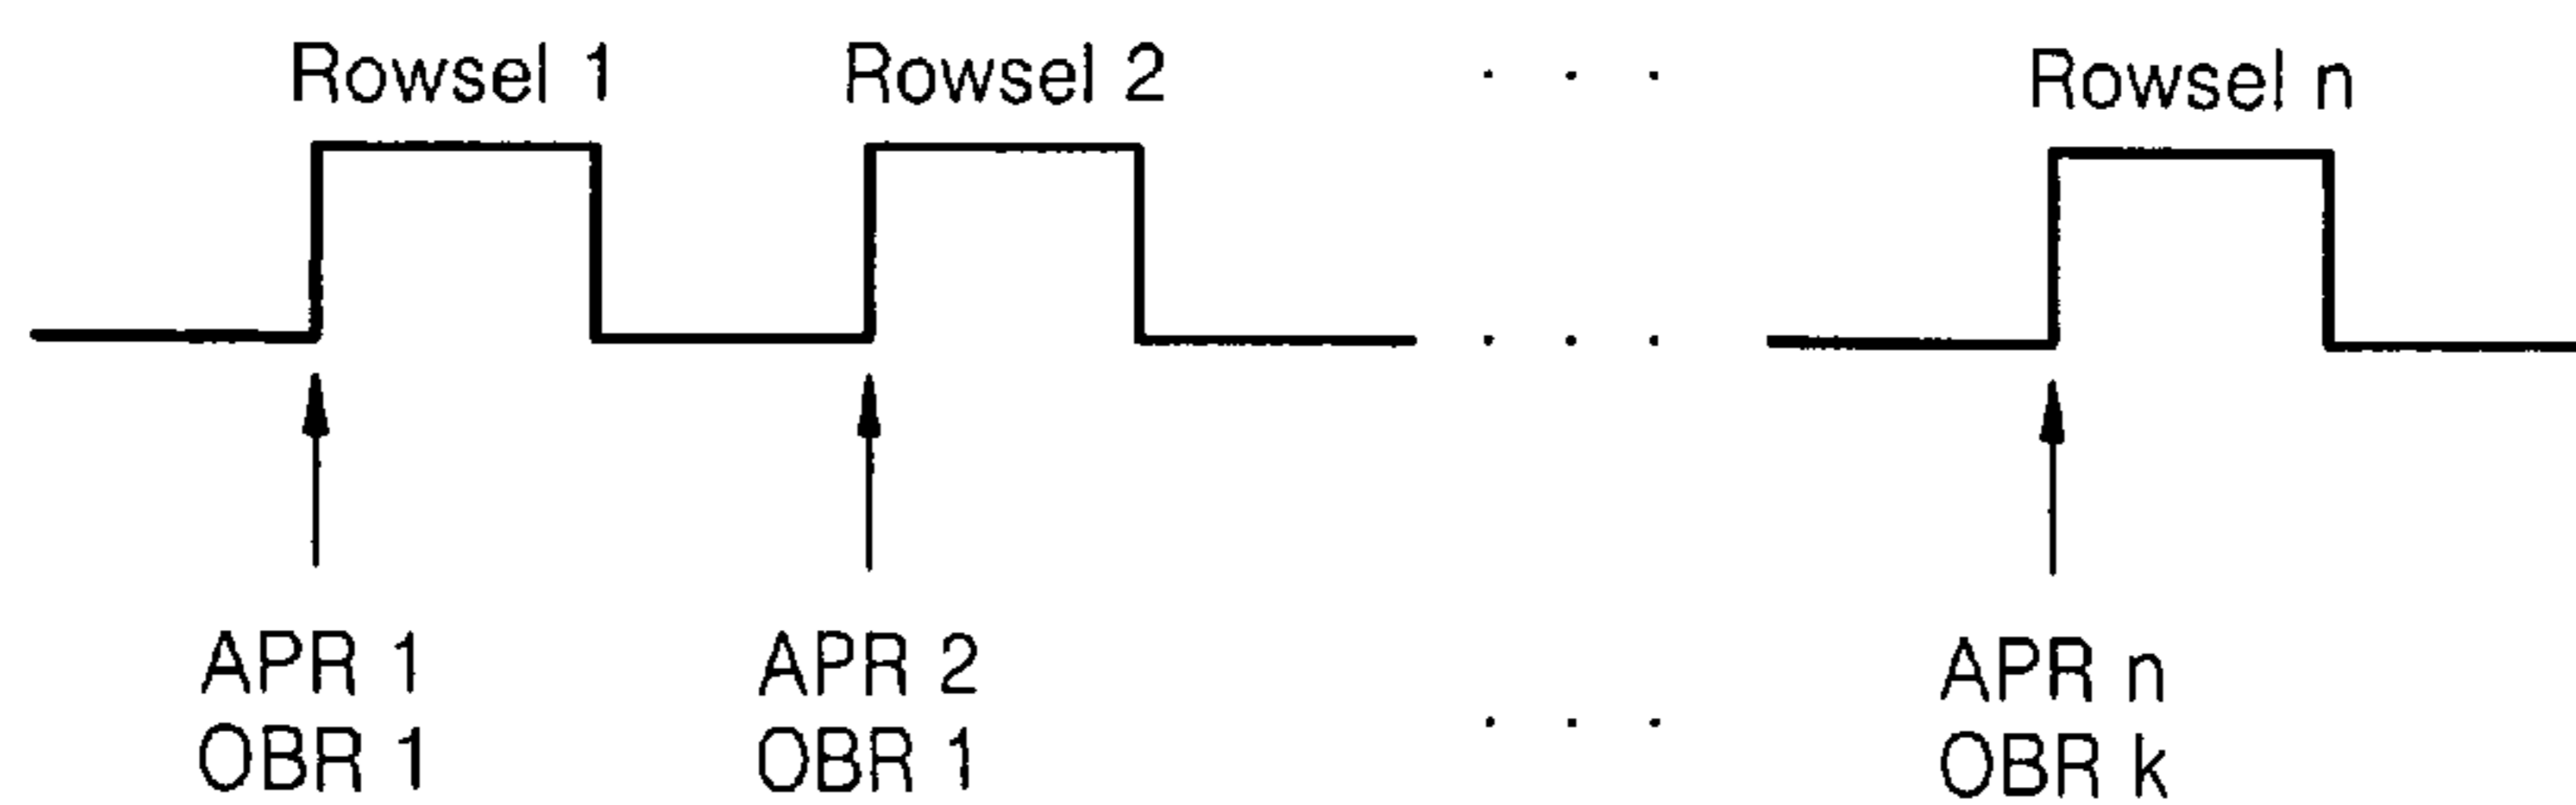 Rowsel 1 Rowsel 2 . . . Rowsel n
. . .
APR 1 APR 2 APR n
OBR 1 OBR 1 . . . OBR k